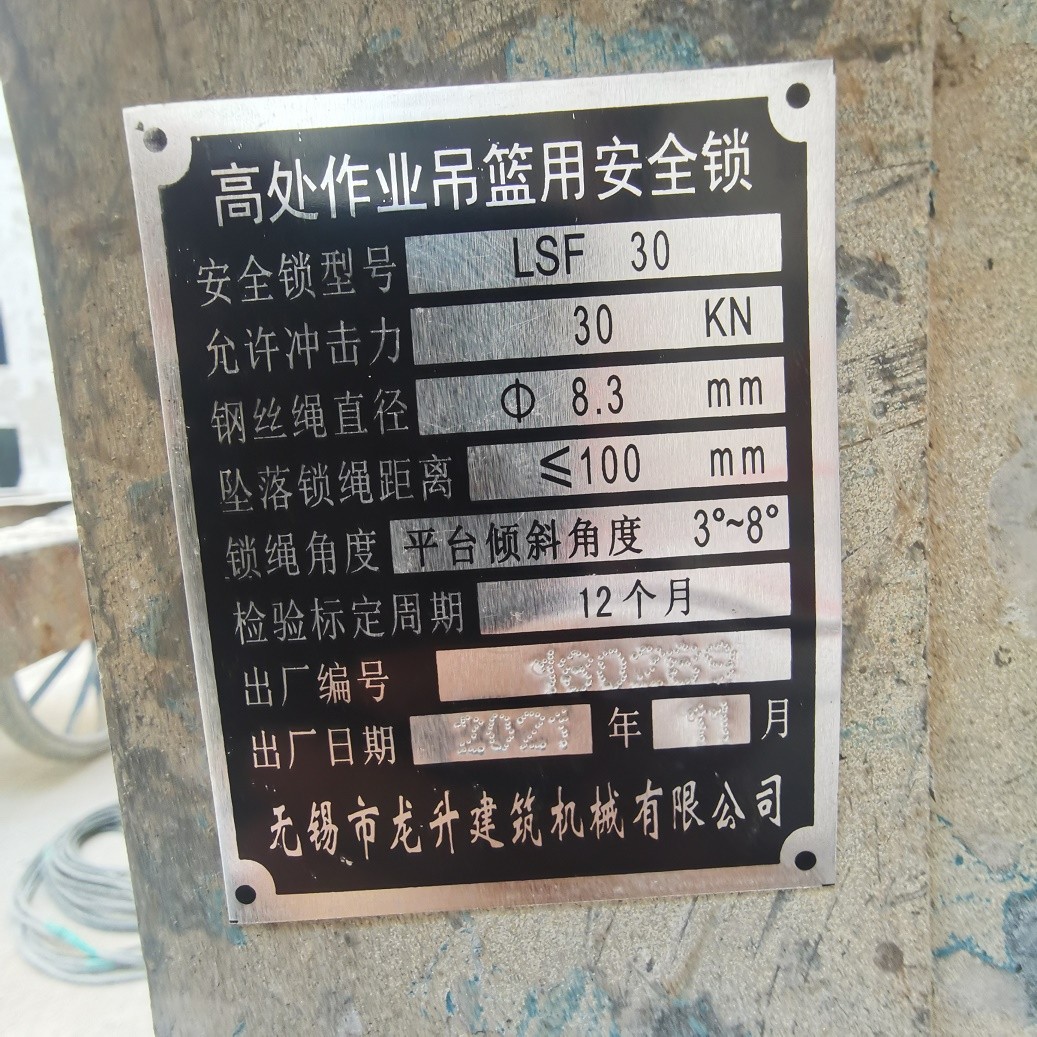 高处作业吊篮用安全锁
安全锁型号 LSF 30
允许冲击力 30 KN
钢丝绳直径 Φ 8.3 mm
坠落锁绳距离 ≤100 mm
锁绳角度 平台倾斜角度 3°~8°
检验标定周期 12个月
出厂编号 160289
出厂日期 2021 年 11 月
无锡市龙升建筑机械有限公司